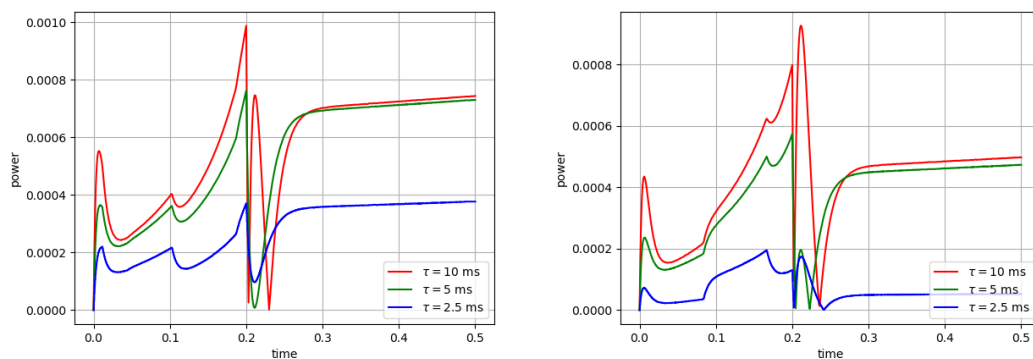 0.0010
0.0008
0.0006
0.0004
0.0002
0.0000
power
0.0
0.1
0.2
0.3
0.4
0.5
time
τ = 10 ms
τ = 5 ms
τ = 2.5 ms
0.0008
0.0006
0.0004
0.0002
0.0000
power
0.0
0.1
0.2
0.3
0.4
0.5
time
τ = 10 ms
τ = 5 ms
τ = 2.5 ms